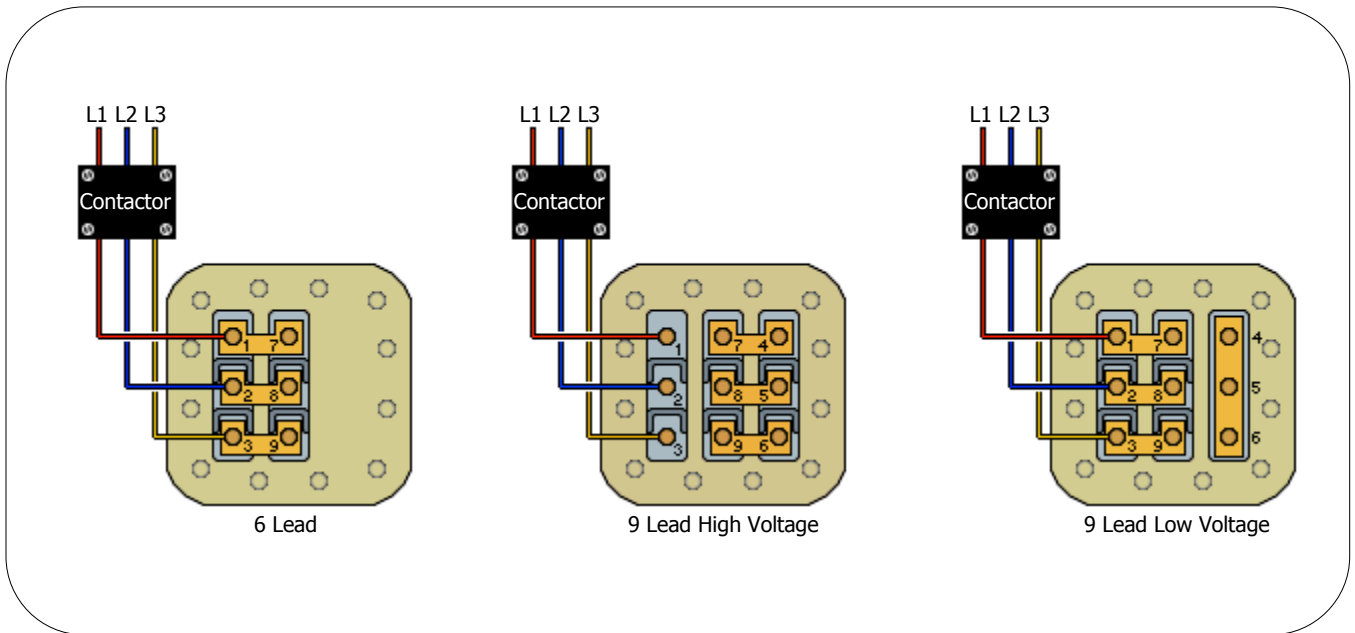 L1 L2 L3
Contactor
1 7
2 8
3 9
6 Lead
L1 L2 L3
Contactor
1 7 4
2 8 5
3 9 6
9 Lead High Voltage
L1 L2 L3
Contactor
1 7 4
2 8 5
3 9 6
9 Lead Low Voltage